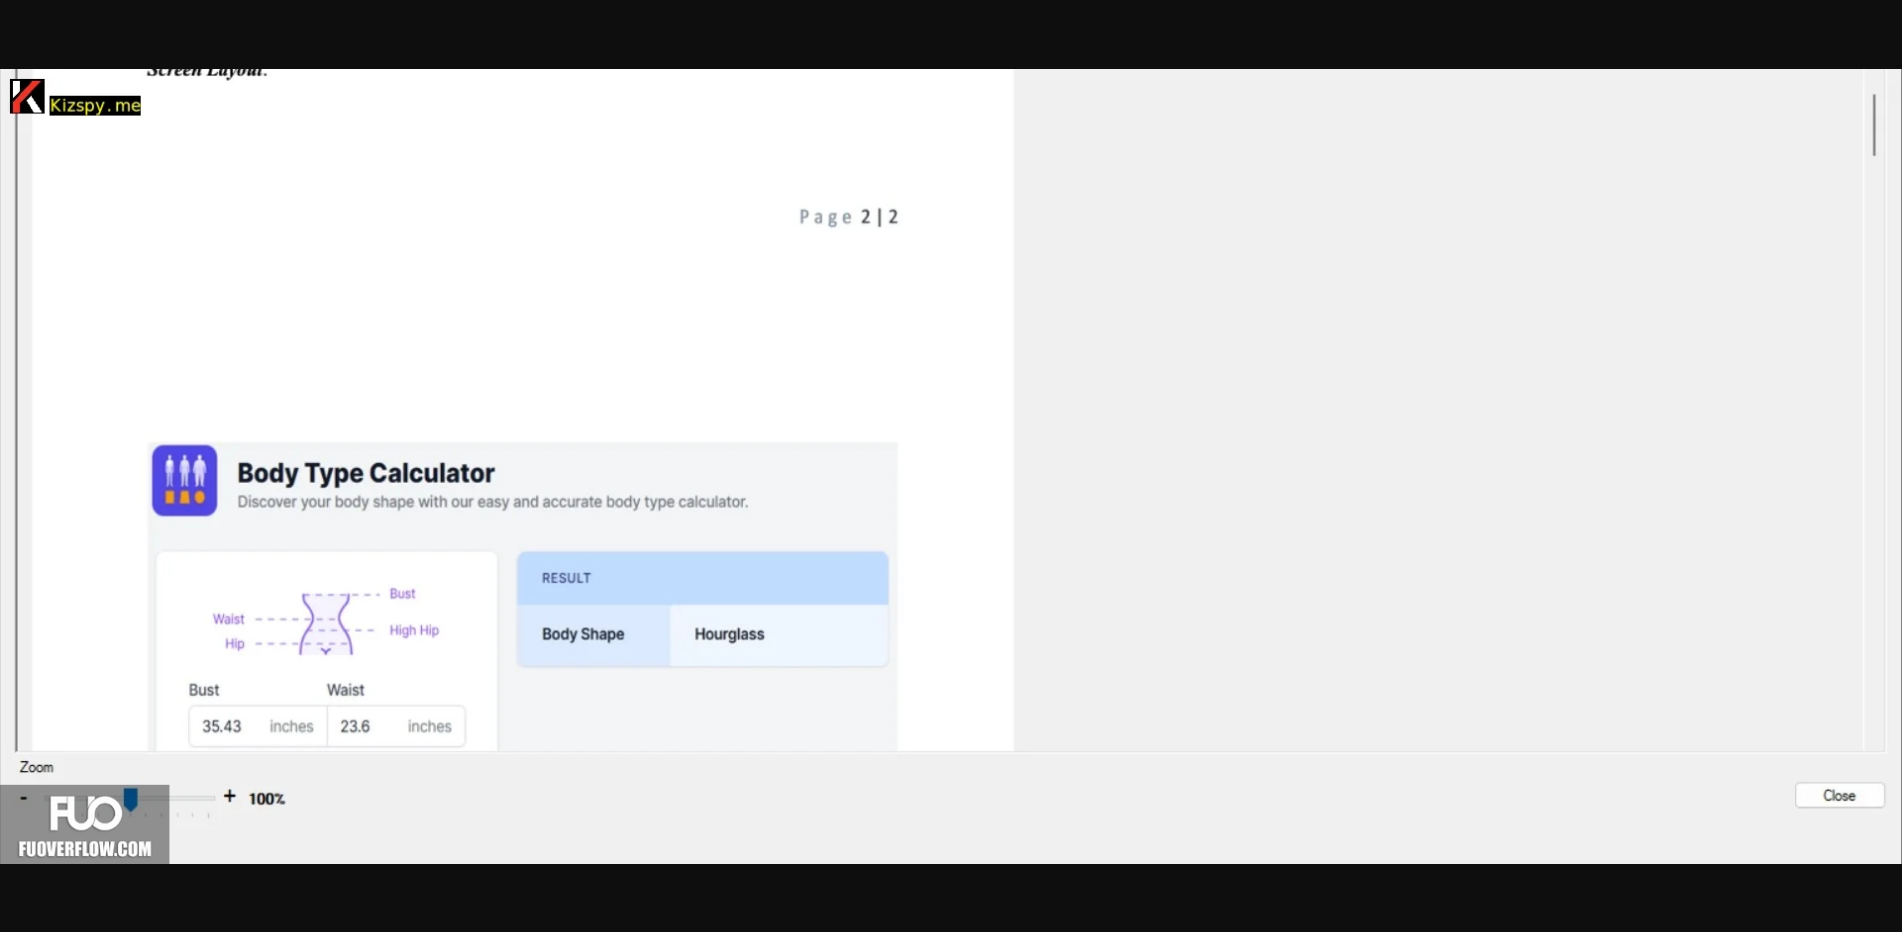 Screen Layout:
Kizspy.me
Page 2|2
Body Type Calculator
Discover your body shape with our easy and accurate body type calculator.
Bust
Waist
High Hip
Hip
RESULT
Body Shape Hourglass
Bust Waist
35.43 inches 23.6 inches
Zoom
- + 100%
Close
FUO
FUOVERFLOW.COM